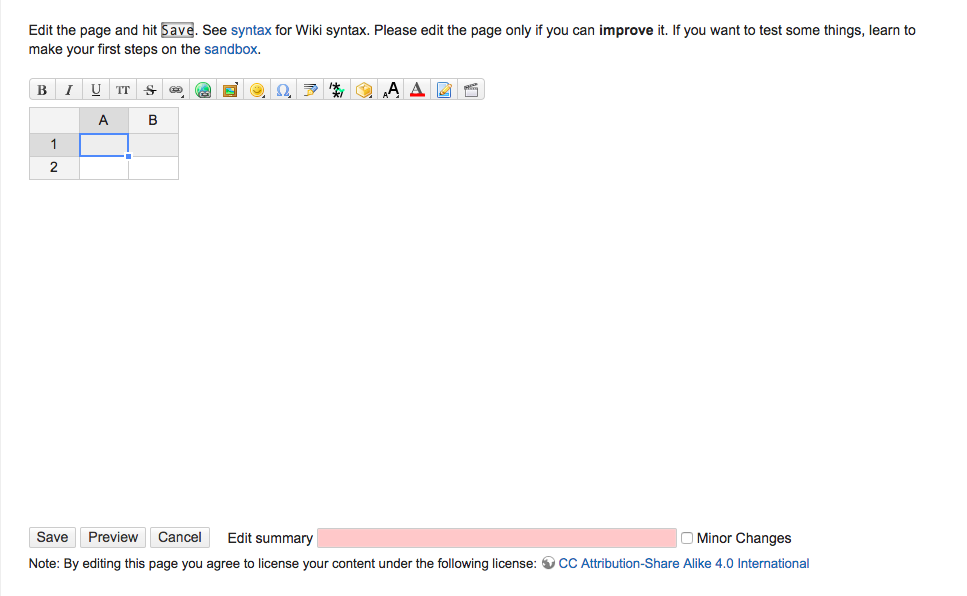 Edit the page and hit Save. See syntax for Wiki syntax. Please edit the page only if you can improve it. If you want to test some things, learn to
make your first steps on the sandbox.
B I U TT S Ω AA A
A B
1
2
Save Preview Cancel Edit summary Minor Changes
Note: By editing this page you agree to license your content under the following license: CC Attribution-Share Alike 4.0 International